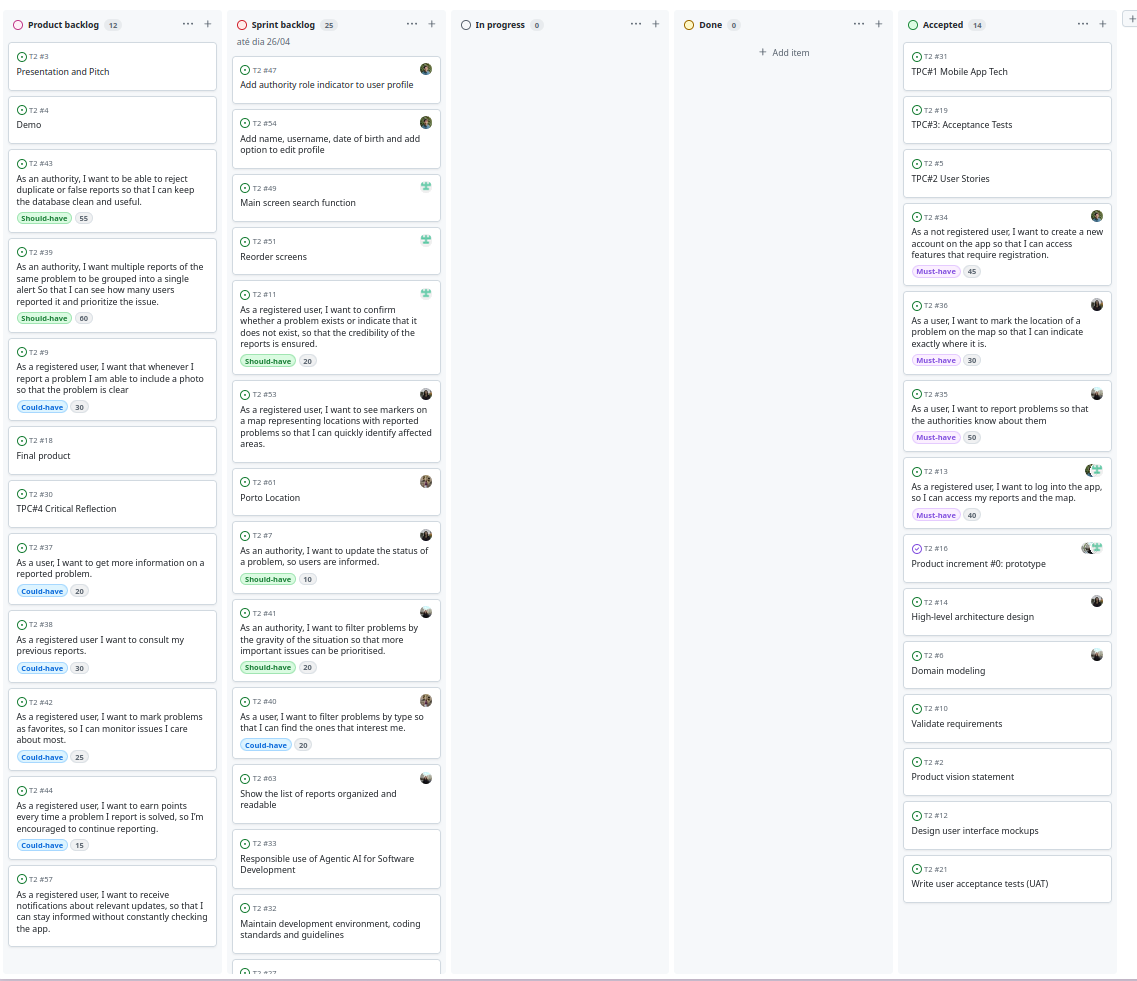 Product backlog 12
T2 #3
Presentation and Pitch
T2 #4
Demo
T2 #43
As an authority, I want to be able to reject
duplicate or false reports so that I can keep
the database clean and useful.
Should-have 55
T2 #39
As an authority, I want multiple reports of the
same problem to be grouped into a single
alert So that I can see how many users
reported it and prioritize the issue.
Should-have 60
T2 #9
As a registered user, I want that whenever I
report a problem I am able to include a photo
so that the problem is clear
Could-have 30
T2 #18
Final product
T2 #30
TPC#4 Critical Reflection
T2 #37
As a user, I want to get more information on a
reported problem.
Could-have 20
T2 #38
As a registered user I want to consult my
previous reports.
Could-have 30
T2 #42
As a registered user, I want to mark problems
as favorites, so I can monitor issues I care
about most.
Could-have 25
T2 #44
As a registered user, I want to earn points
every time a problem I report is solved, so I'm
encouraged to continue reporting.
Could-have 15
T2 #57
As a registered user, I want to receive
notifications about relevant updates, so that I
can stay informed without constantly checking
the app.
Sprint backlog 25
até dia 26/04
T2 #47
Add authority role indicator to user profile
T2 #54
Add name, username, date of birth and add
option to edit profile
T2 #49
Main screen search function
T2 #51
Reorder screens
T2 #11
As a registered user, I want to confirm
whether a problem exists or indicate that it
does not exist, so that the credibility of the
reports is ensured.
Should-have 20
T2 #53
As a registered user, I want to see markers on
a map representing locations with reported
problems so that I can quickly identify affected
areas.
T2 #61
Porto Location
T2 #7
As an authority, I want to update the status of
a problem, so users are informed.
Should-have 10
T2 #41
As an authority, I want to filter problems by
the gravity of the situation so that more
important issues can be prioritised.
Should-have 20
T2 #40
As a user, I want to filter problems by type so
that I can find the ones that interest me.
Could-have 20
T2 #63
Show the list of reports organized and
readable
T2 #33
Responsible use of Agentic AI for Software
Development
T2 #32
Maintain development environment, coding
standards and guidelines
In progress 0
Done 0
Add item
Accepted 14
T2 #31
TPC#1 Mobile App Tech
T2 #19
TPC#3: Acceptance Tests
T2 #5
TPC#2 User Stories
T2 #34
As a not registered user, I want to create a new
account on the app so that I can access
features that require registration.
Must-have 45
T2 #36
As a user, I want to mark the location of a
problem on the map so that I can indicate
exactly where it is.
Must-have 30
T2 #35
As a user, I want to report problems so that
the authorities know about them
Must-have 50
T2 #13
As a registered user, I want to log into the app,
so I can access my reports and the map.
Must-have 40
T2 #16
Product increment #0: prototype
T2 #14
High-level architecture design
T2 #6
Domain modeling
T2 #10
Validate requirements
T2 #2
Product vision statement
T2 #12
Design user interface mockups
T2 #21
Write user acceptance tests (UAT)